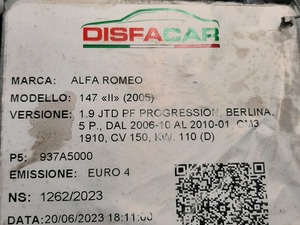 DISFACAR
MARCA: ALFA ROMEO
MODELLO: 147 «II» (2005)
VERSIONE: 1.9 JTD PF PROGRESSION, BERLINA,
5 P., DAL 2006-10 AL 2010-01, CM3
1910, CV 150, KW. 110 (D)
P5: 937A5000
EMISSIONE: EURO 4
NS: 1262/2023
DATA:20/06/2023 18:11:00